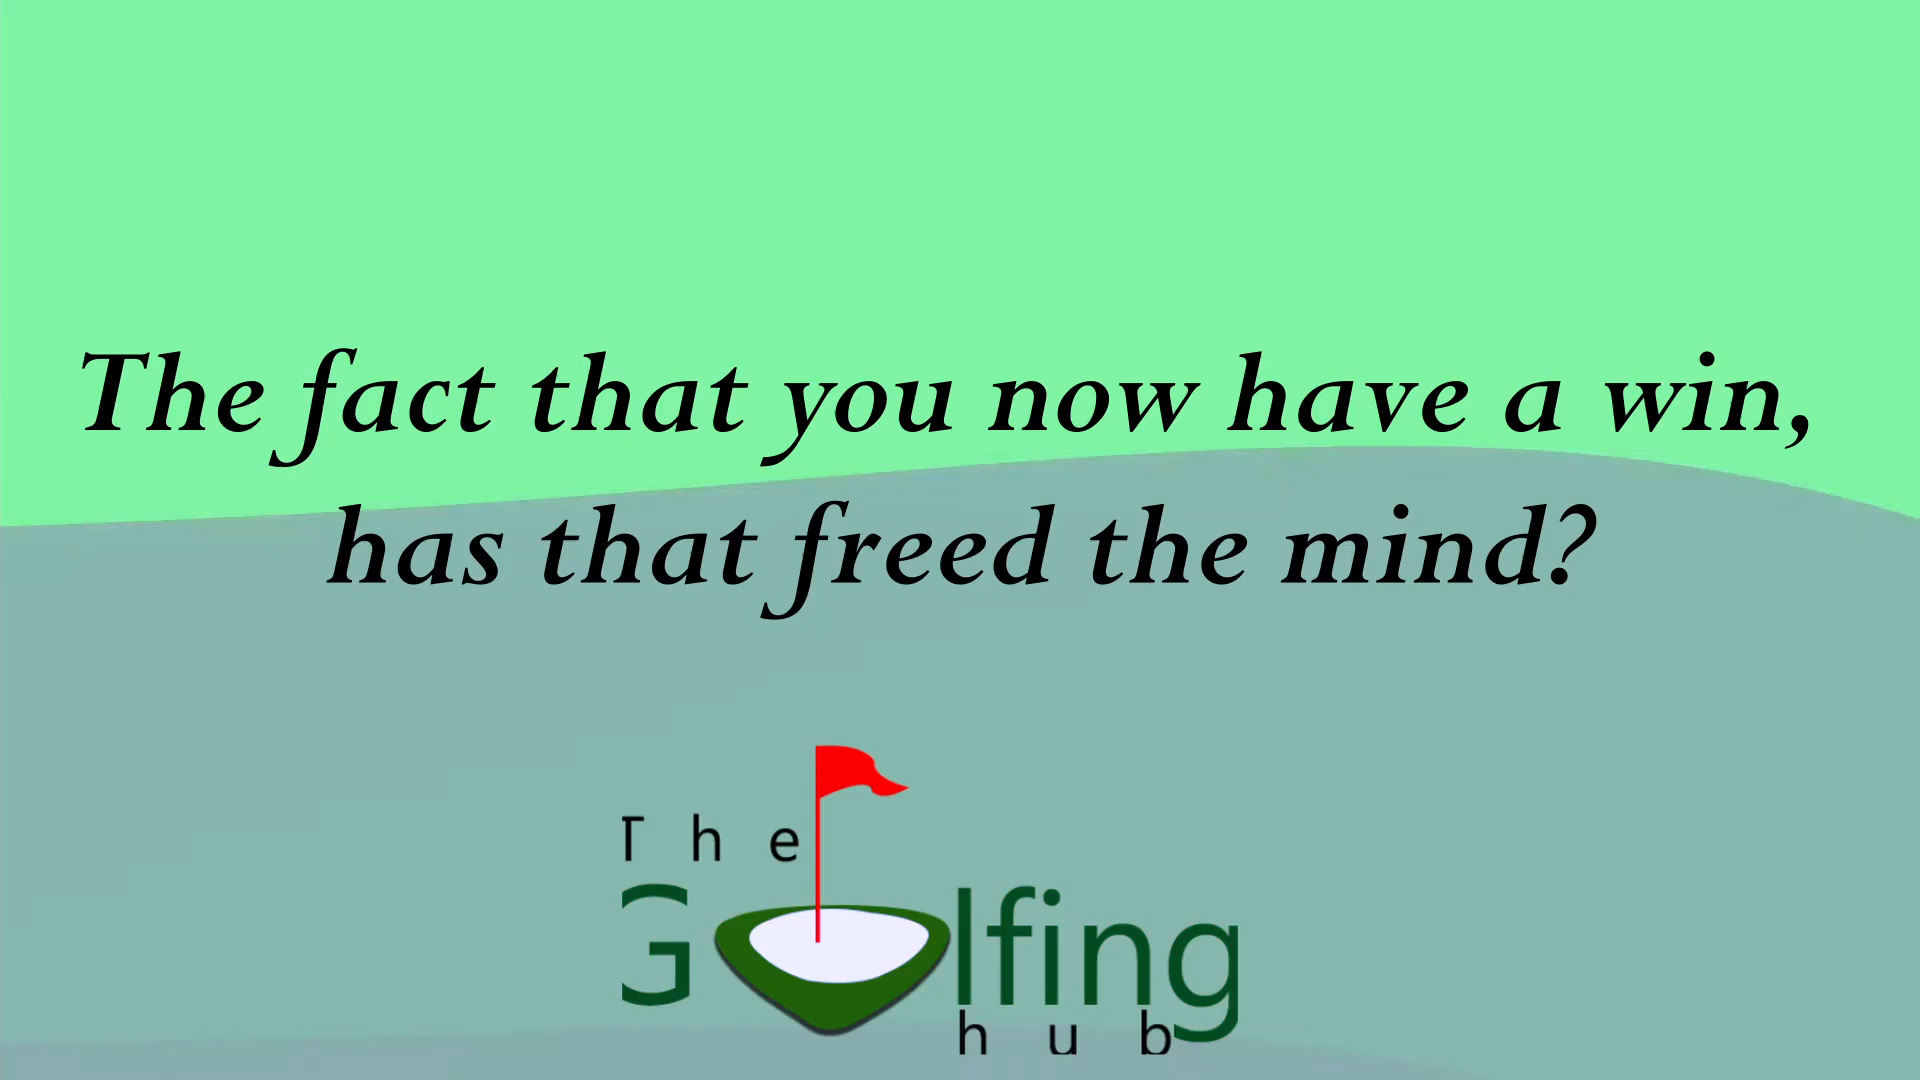 The fact that you now have a win,
has that freed the mind?
The
Golfing
hub